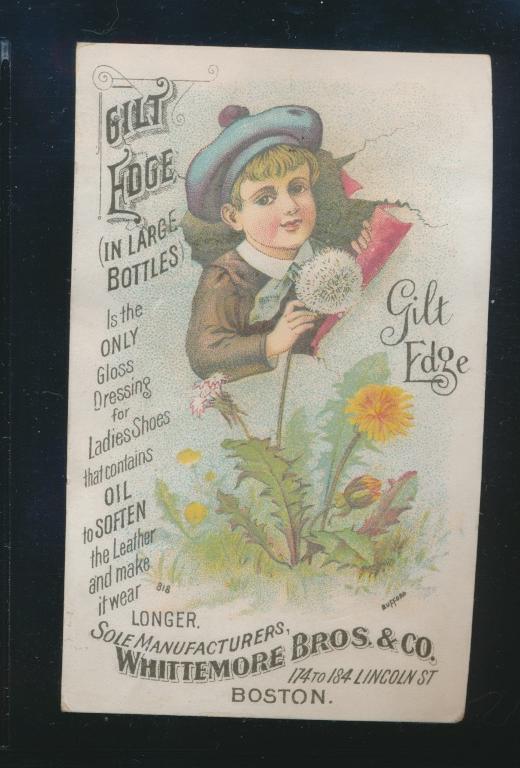 GILT
EDGE
(IN LARGE
BOTTLES)
Is the
ONLY
Gloss
Dressing
for
Ladies Shoes
that contains
OIL
to SOFTEN
the Leather
and make
it wear
LONGER.
818
Gilt
Edge
BUFFORD
SOLE MANUFACTURERS,
WHITTEMORE BROS. & CO.
174 TO 184 LINCOLN ST
BOSTON.